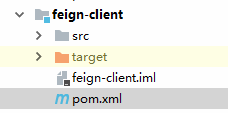 feign-client
src
target
feign-client.iml
pom.xml